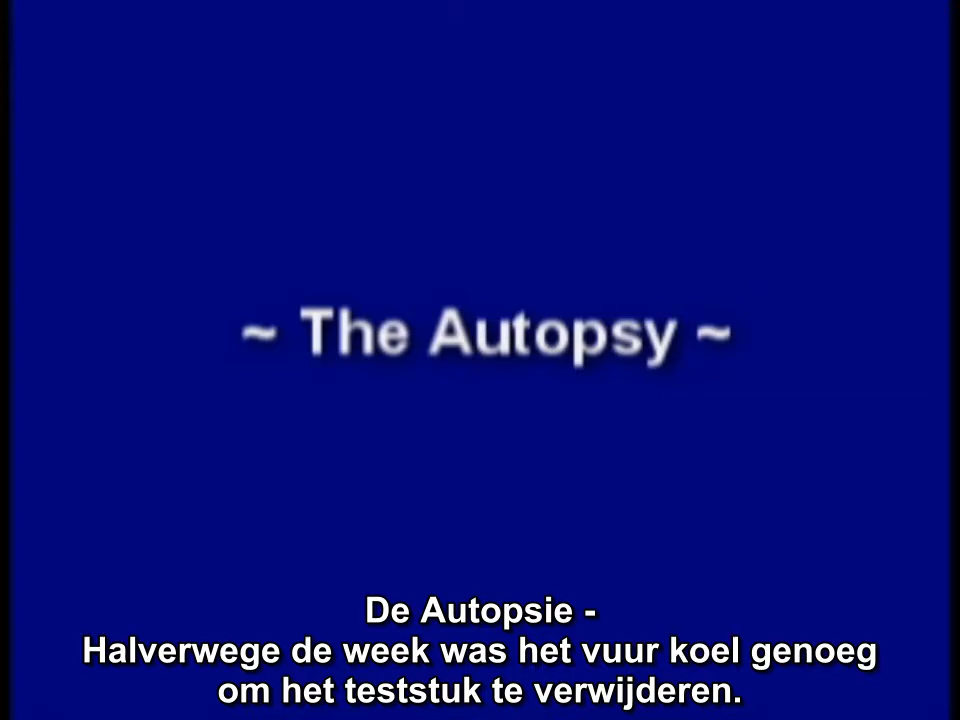 ~ The Autopsy ~
De Autopsie -
Halverwege de week was het vuur koel genoeg
om het teststuk te verwijderen.